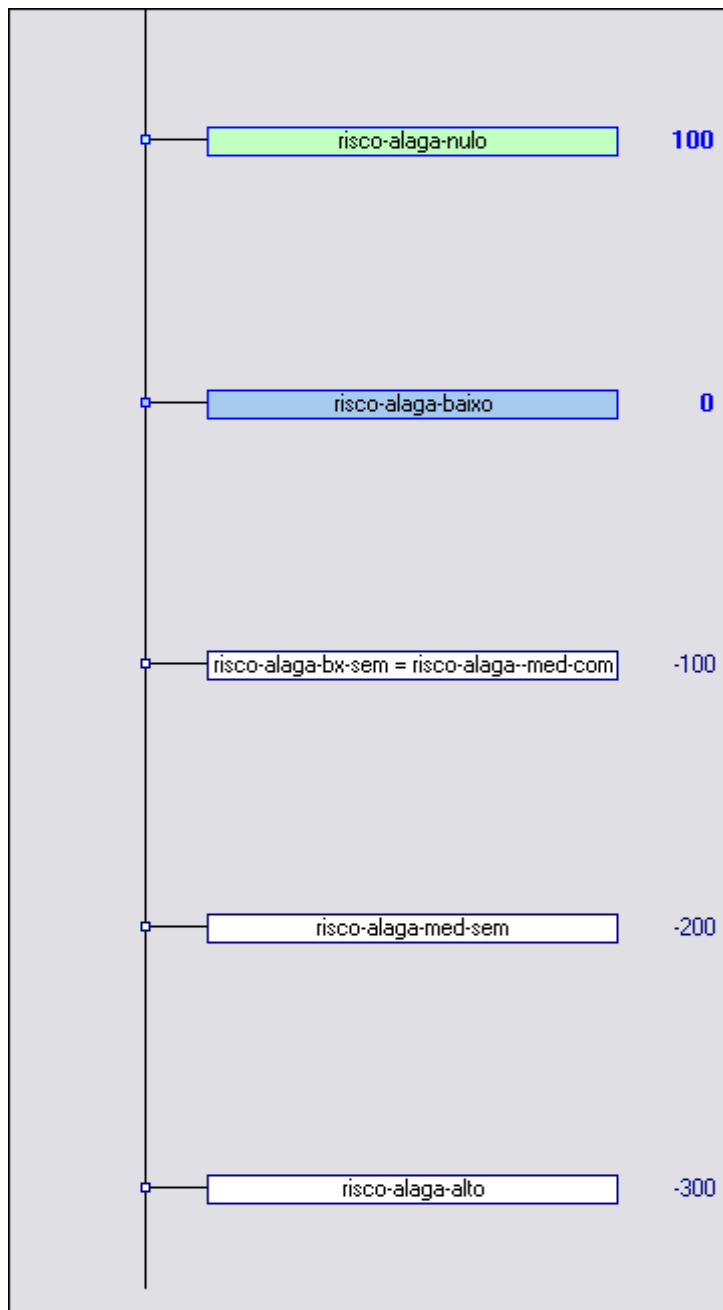 risco-alaga-nulo 100
risco-alaga-baixo 0
risco-alaga-bx-sem = risco-alaga--med-com -100
risco-alaga-med-sem -200
risco-alaga-alto -300